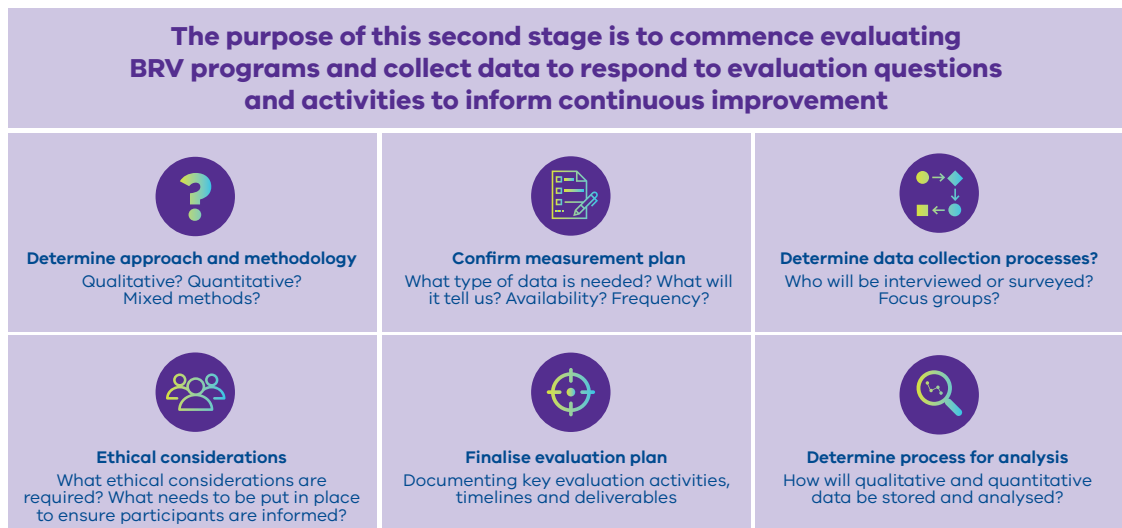 The purpose of this second stage is to commence evaluating
BRV programs and collect data to respond to evaluation questions
and activities to inform continuous improvement
Determine approach and methodology
Qualitative? Quantitative?
Mixed methods?
Confirm measurement plan
What type of data is needed? What will
it tell us? Availability? Frequency?
Determine data collection processes?
Who will be interviewed or surveyed?
Focus groups?
Ethical considerations
What ethical considerations are
required? What needs to be put in place
to ensure participants are informed?
Finalise evaluation plan
Documenting key evaluation activities,
timelines and deliverables
Determine process for analysis
How will qualitative and quantitative
data be stored and analysed?